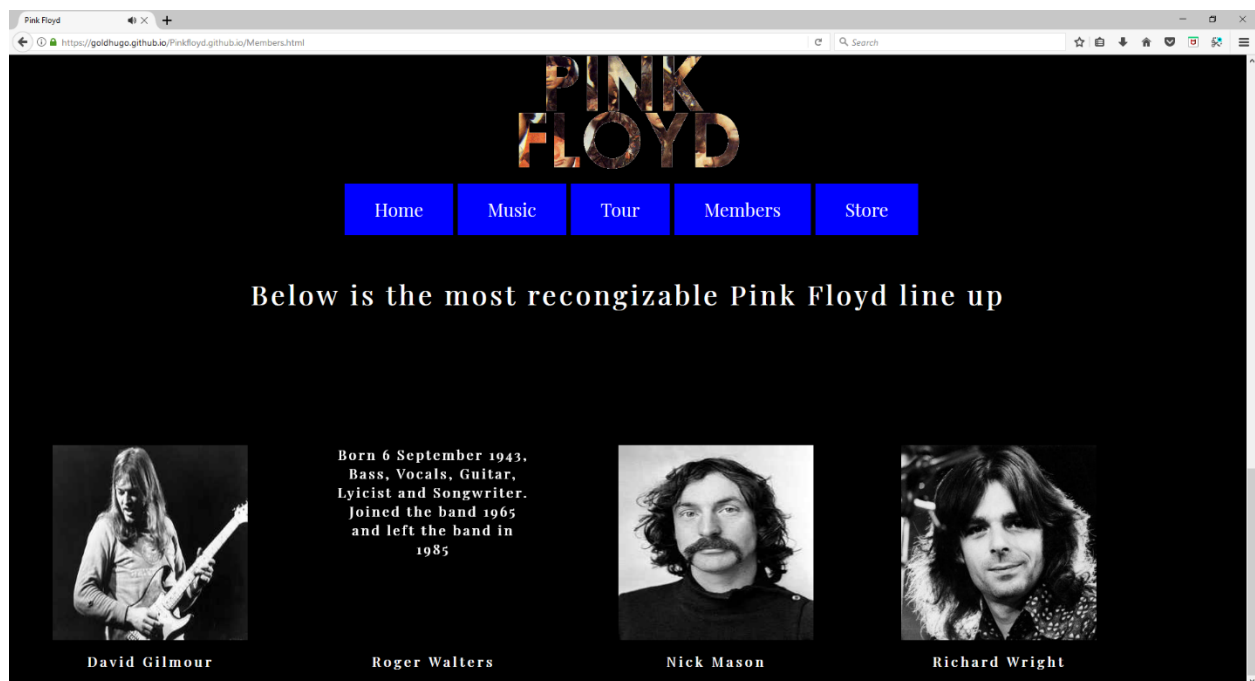 Pink Floyd
https://goldhugo.github.io/Pinkfloyd.github.io/Members.html
Search
PINK
FLOYD
Home Music Tour Members Store
Below is the most recongizable Pink Floyd line up
Born 6 September 1943,
Bass, Vocals, Guitar,
Lyicist and Songwriter.
Joined the band 1965
and left the band in
1985
David Gilmour Roger Walters Nick Mason Richard Wright